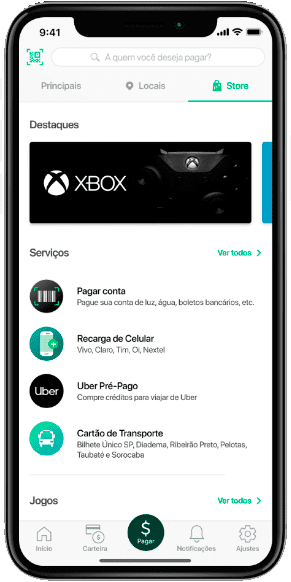 9:41
A quem você deseja pagar?
Principais
Locais
Store
Destaques
XBOX
Serviços
Ver todos >
Pagar conta
Pague sua conta de luz, água, boletos bancários, etc.
Recarga de Celular
Vivo, Claro, Tim, Oi, Nextel
Uber
Uber Pré-Pago
Compre créditos para viajar de Uber
Cartão de Transporte
Bilhete Único SP, Diadema, Ribeirão Preto, Pelotas,
Taubaté e Sorocaba
Jogos
Ver todos >
$
Pagar
Início
Carteira
Notificações
Ajustes